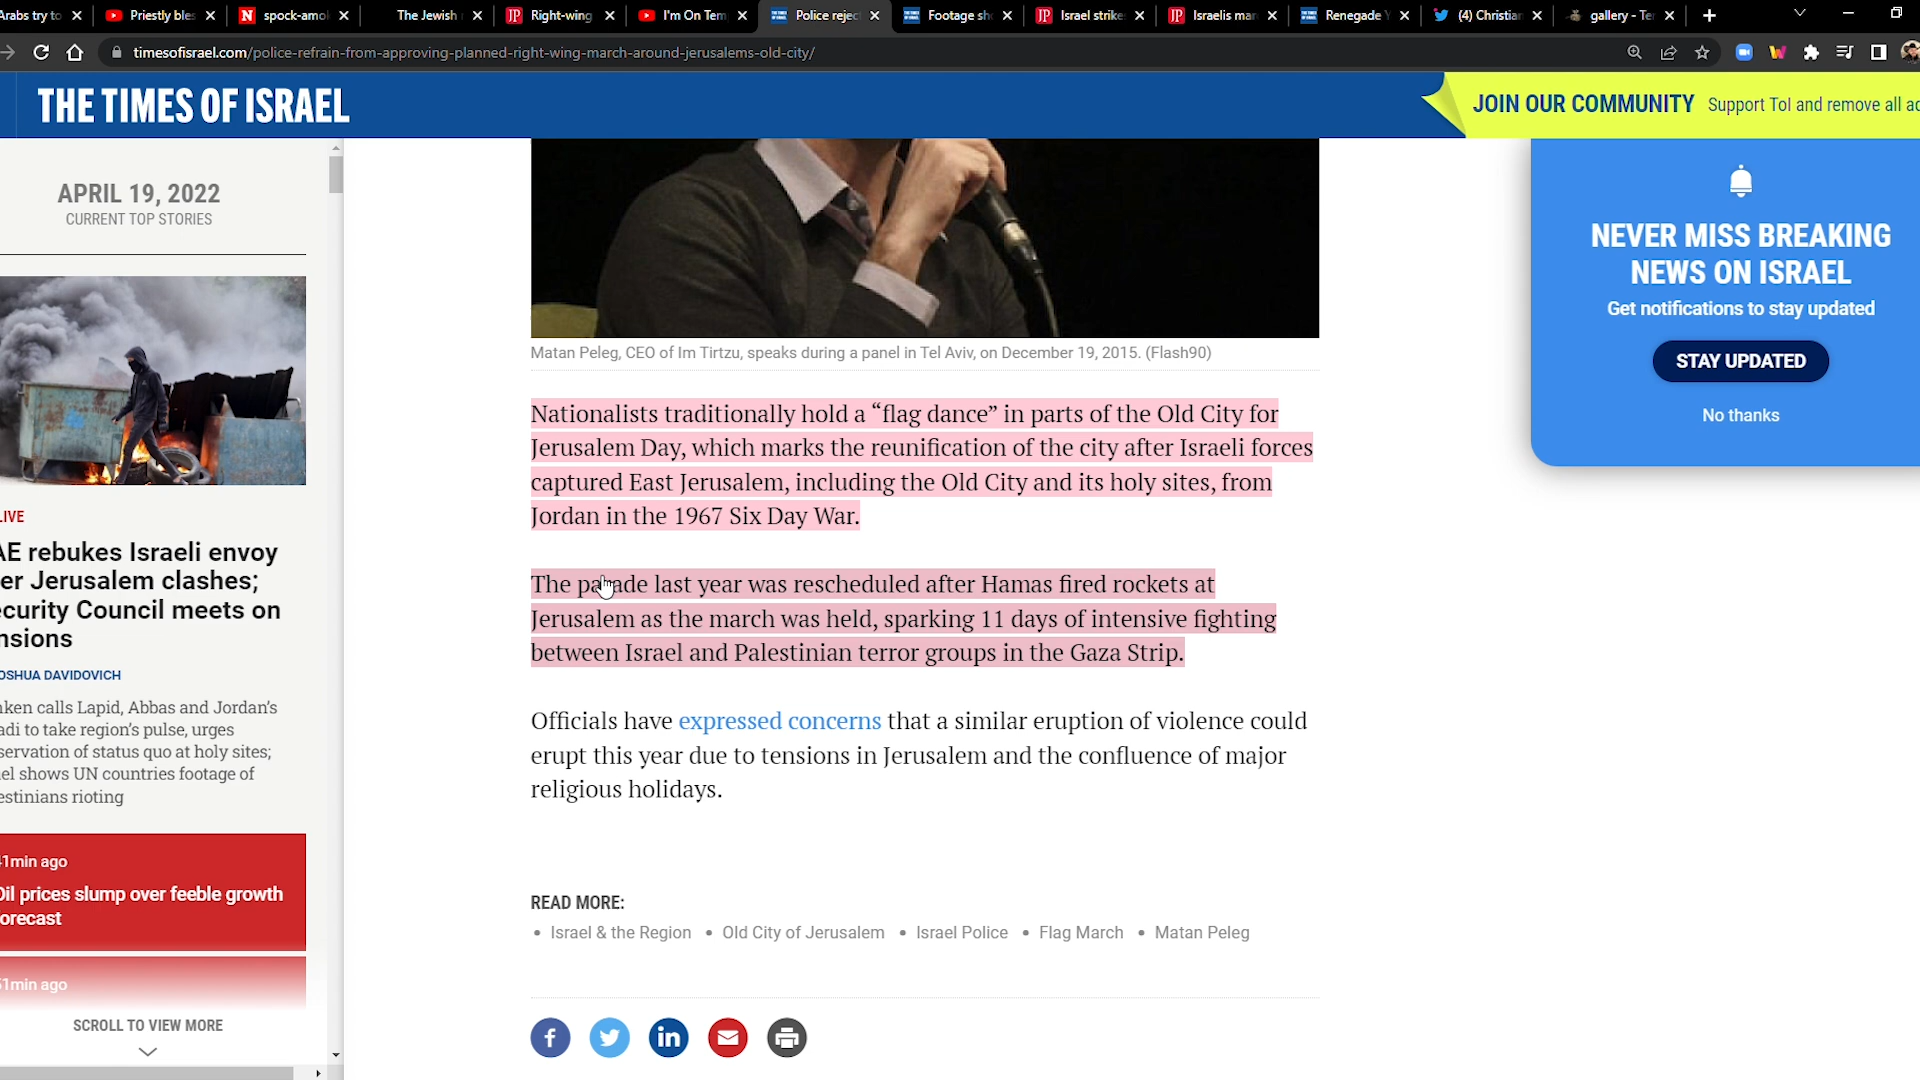 Arabs try to
Priestly bles
spock-amok
The Jewish
Right-wing
I'm On Tem
Police reject
Footage sh
Israel strike
Israelis mar
Renegade Y
(4) Christian
gallery - Te
timesofisrael.com/police-refrain-from-approving-planned-right-wing-march-around-jerusalems-old-city/
THE TIMES OF ISRAEL
JOIN OUR COMMUNITY Support ToI and remove all ad
APRIL 19, 2022
CURRENT TOP STORIES
LIVE
AE rebukes Israeli envoy
er Jerusalem clashes;
ecurity Council meets on
nsions
OSHUA DAVIDOVICH
nken calls Lapid, Abbas and Jordan's
adi to take region's pulse, urges
servation of status quo at holy sites;
el shows UN countries footage of
estinians rioting
41min ago
Oil prices slump over feeble growth
orecast
51min ago
SCROLL TO VIEW MORE
Matan Peleg, CEO of Im Tirtzu, speaks during a panel in Tel Aviv, on December 19, 2015. (Flash90)
Nationalists traditionally hold a “flag dance” in parts of the Old City for
Jerusalem Day, which marks the reunification of the city after Israeli forces
captured East Jerusalem, including the Old City and its holy sites, from
Jordan in the 1967 Six Day War.
The parade last year was rescheduled after Hamas fired rockets at
Jerusalem as the march was held, sparking 11 days of intensive fighting
between Israel and Palestinian terror groups in the Gaza Strip.
Officials have expressed concerns that a similar eruption of violence could
erupt this year due to tensions in Jerusalem and the confluence of major
religious holidays.
READ MORE:
• Israel & the Region • Old City of Jerusalem • Israel Police • Flag March • Matan Peleg
NEVER MISS BREAKING
NEWS ON ISRAEL
Get notifications to stay updated
STAY UPDATED
No thanks